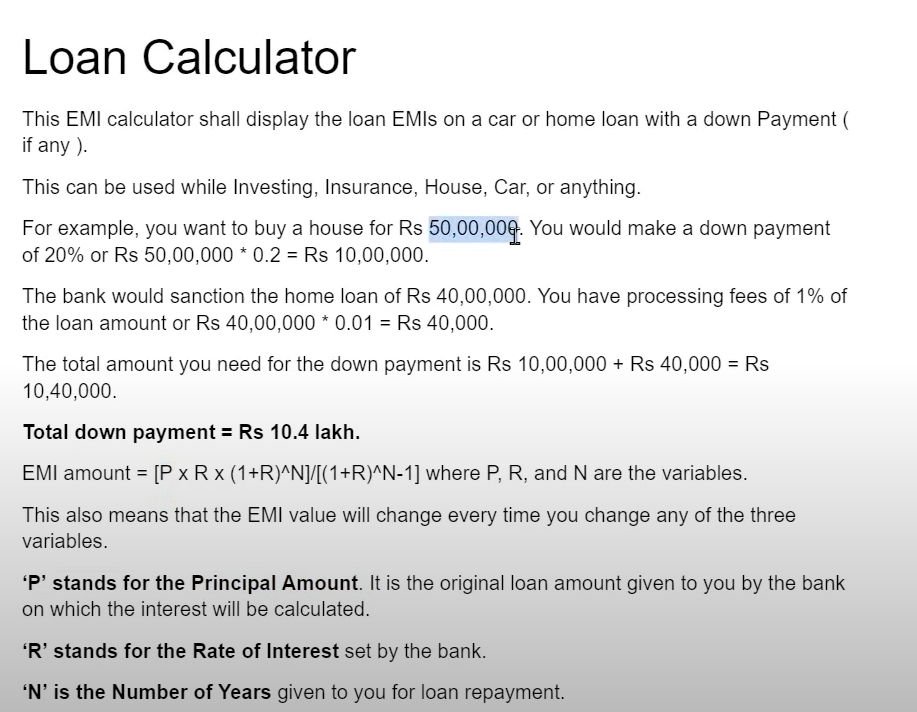 Loan Calculator
This EMI calculator shall display the loan EMIs on a car or home loan with a down Payment (
if any ).
This can be used while Investing, Insurance, House, Car, or anything.
For example, you want to buy a house for Rs 50,00,000. You would make a down payment
of 20% or Rs 50,00,000 * 0.2 = Rs 10,00,000.
The bank would sanction the home loan of Rs 40,00,000. You have processing fees of 1% of
the loan amount or Rs 40,00,000 * 0.01 = Rs 40,000.
The total amount you need for the down payment is Rs 10,00,000 + Rs 40,000 = Rs
10,40,000.
Total down payment = Rs 10.4 lakh.
EMI amount = [P x R x (1+R)^N]/[(1+R)^N-1] where P, R, and N are the variables.
This also means that the EMI value will change every time you change any of the three
variables.
‘P’ stands for the Principal Amount. It is the original loan amount given to you by the bank
on which the interest will be calculated.
‘R’ stands for the Rate of Interest set by the bank.
‘N’ is the Number of Years given to you for loan repayment.